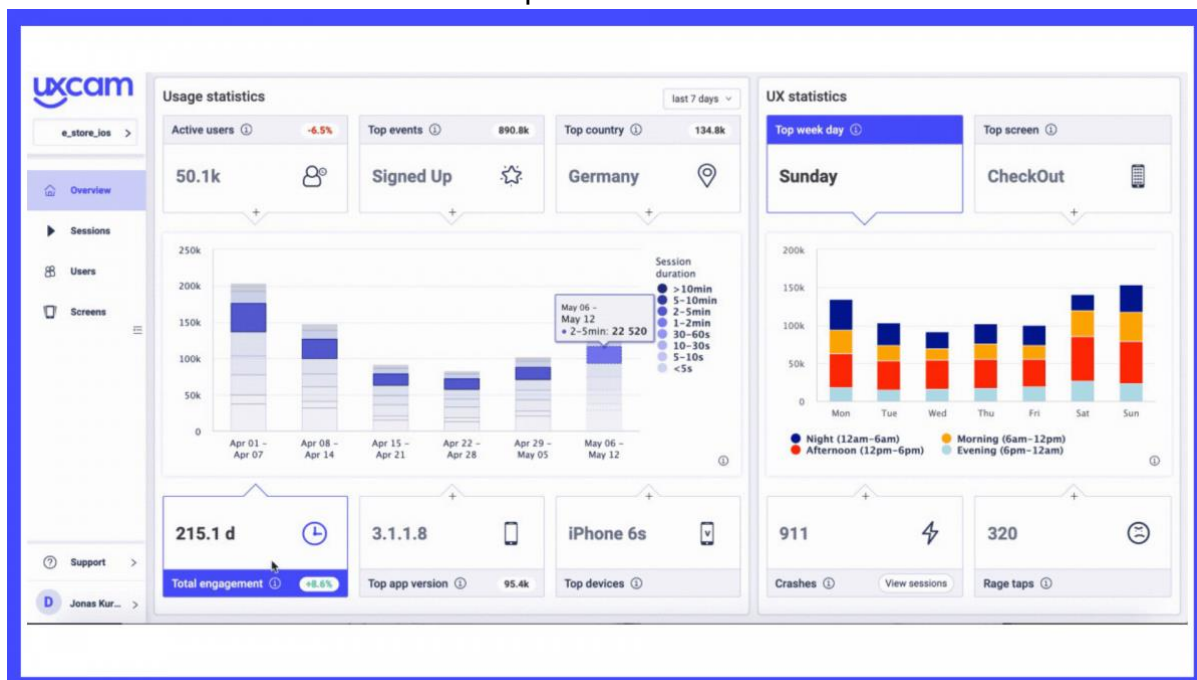 uxcam
e_store_ios >
Overview
Sessions
Users
Screens
Support >
D Jonas Kur... >
Usage statistics
last 7 days
Active users -6.5%
50.1k
Top events 890.8k
Signed Up
Top country 134.8k
Germany
250k
200k
150k
100k
50k
0
Apr 01 –
Apr 07
Apr 08 –
Apr 14
Apr 15 –
Apr 21
Apr 22 –
Apr 28
Apr 29 –
May 05
May 06 –
May 12
May 06 –
May 12
2-5min: 22 520
Session
duration
>10min
5-10min
2-5min
1-2min
30-60s
10-30s
5-10s
<5s
215.1 d
Total engagement +8.6%
3.1.1.8
Top app version 95.4k
iPhone 6s
Top devices
UX statistics
Top week day
Sunday
Top screen
CheckOut
200k
150k
100k
50k
0
Mon Tue Wed Thu Fri Sat Sun
Night (12am-6am) Morning (6am-12pm)
Afternoon (12pm-6pm) Evening (6pm-12am)
911
Crashes View sessions
320
Rage taps